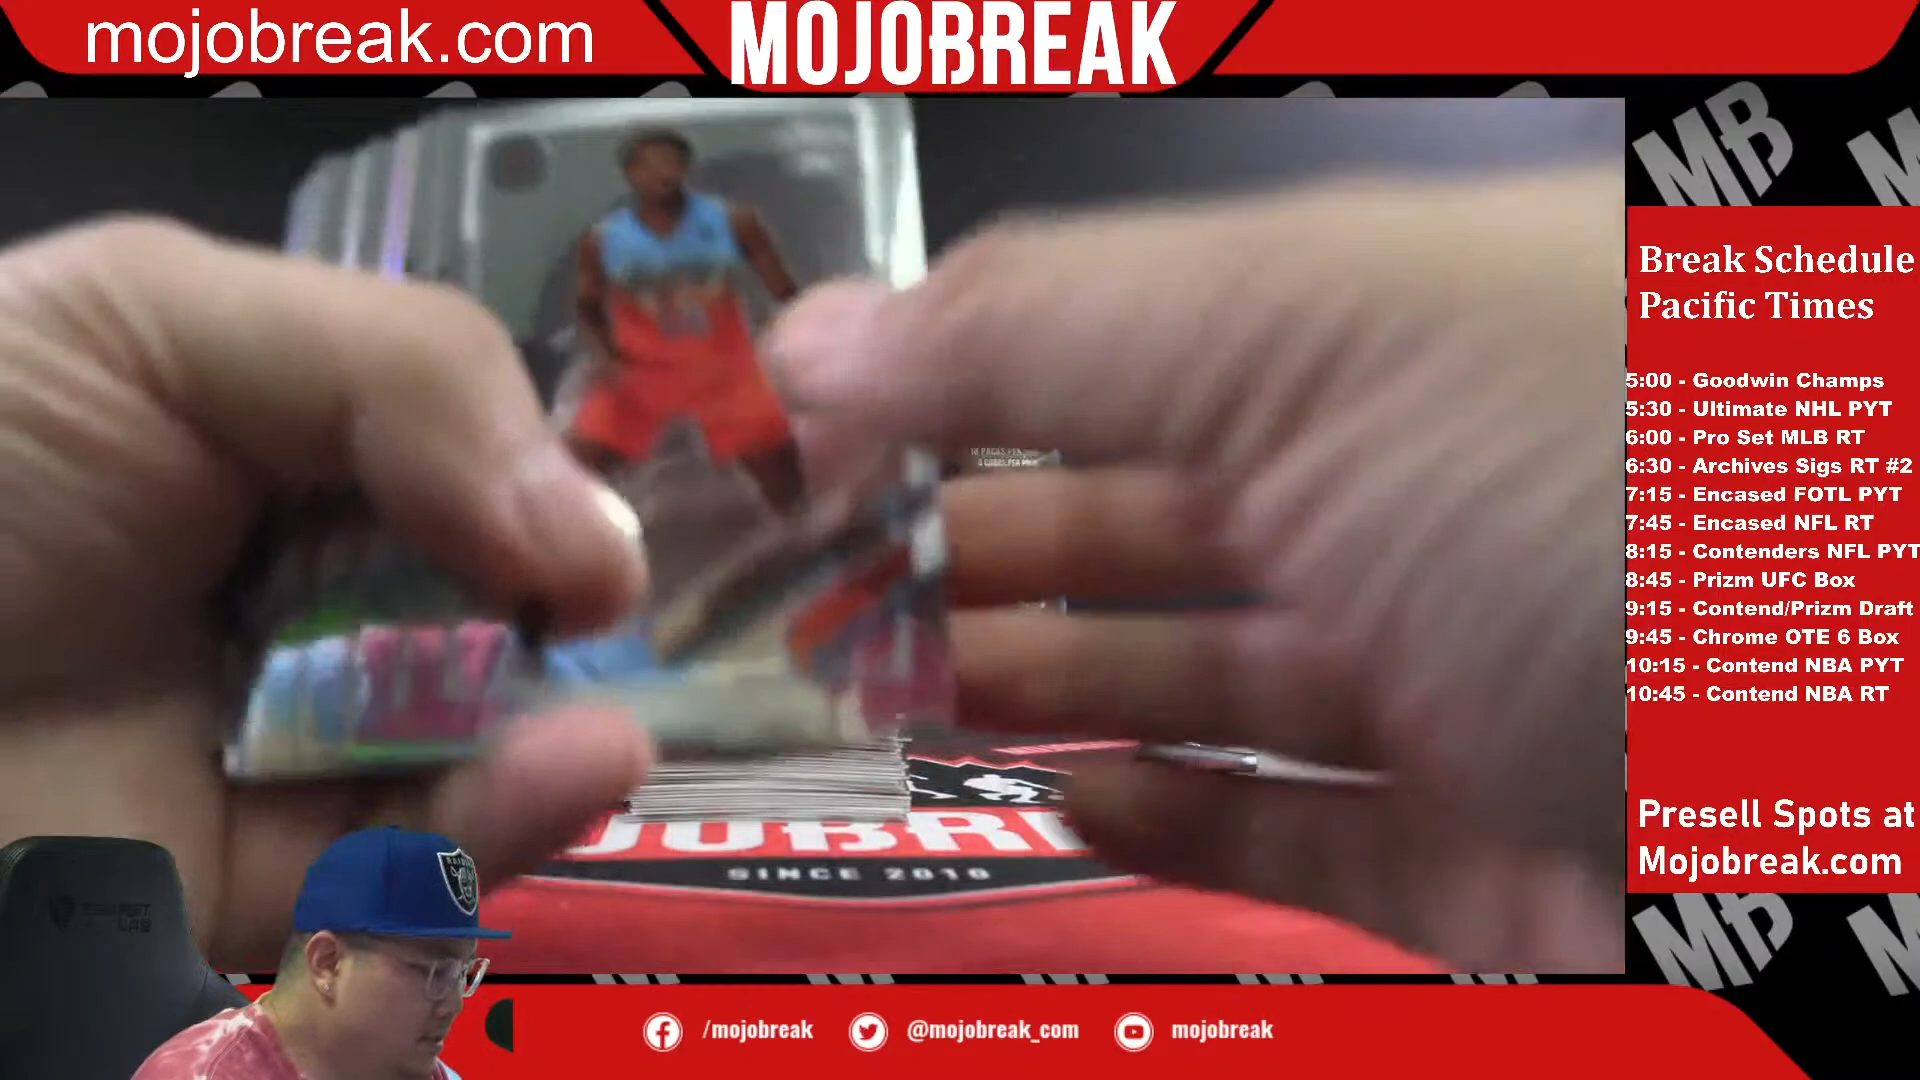 mojobreak.com
MOJOBREAK
Break Schedule
Pacific Times
5:00 - Goodwin Champs
5:30 - Ultimate NHL PYT
6:00 - Pro Set MLB RT
6:30 - Archives Sigs RT #2
7:15 - Encased FOTL PYT
7:45 - Encased NFL RT
8:15 - Contenders NFL PYT
8:45 - Prizm UFC Box
9:15 - Contend/Prizm Draft
9:45 - Chrome OTE 6 Box
10:15 - Contend NBA PYT
10:45 - Contend NBA RT
Presell Spots at
Mojobreak.com
MB
MB
SINCE 2010
RAIDERS
/mojobreak
@mojobreak_com
mojobreak